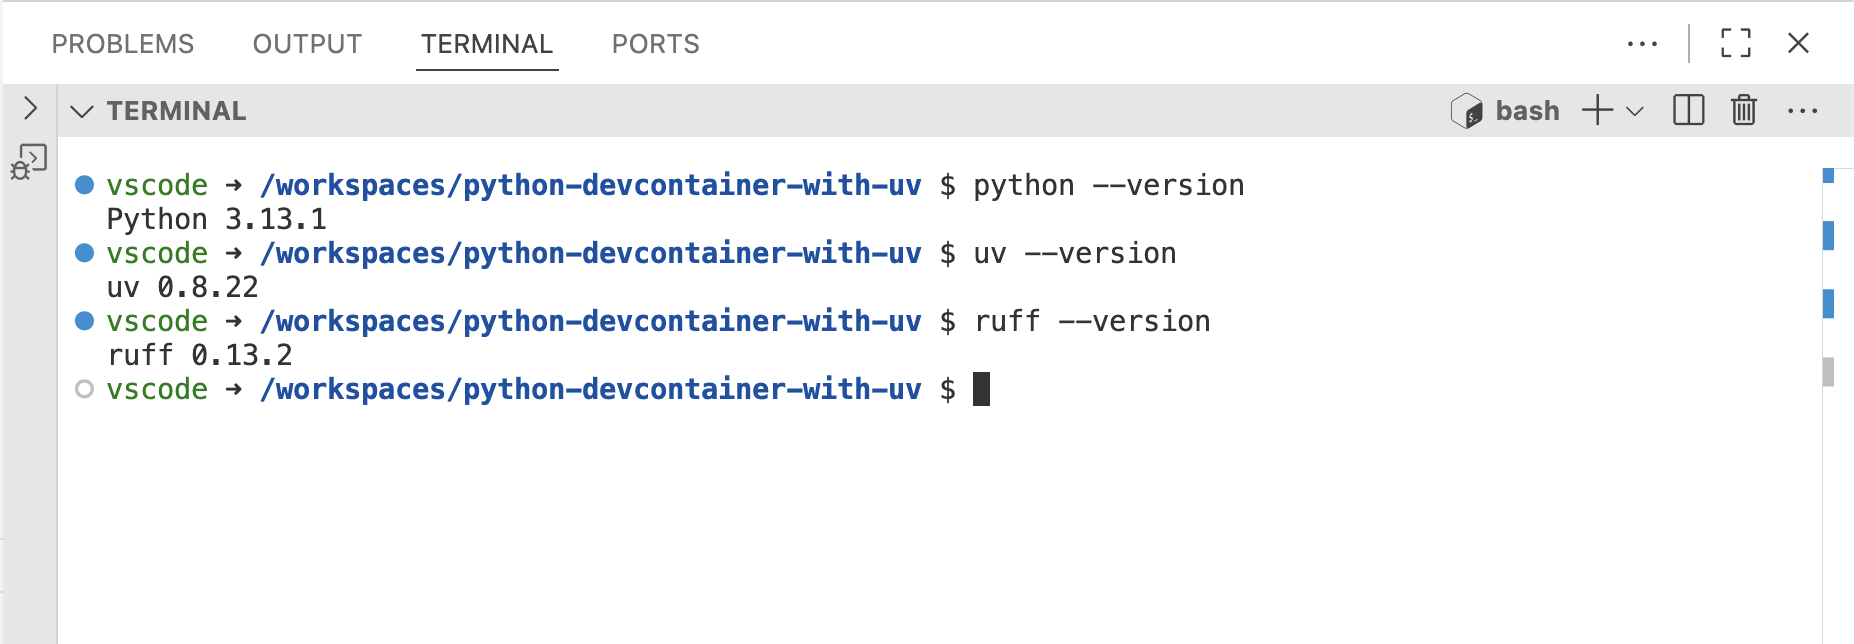 PROBLEMS OUTPUT TERMINAL PORTS
TERMINAL
bash
vscode ➜ /workspaces/python-devcontainer-with-uv $ python --version
Python 3.13.1
vscode ➜ /workspaces/python-devcontainer-with-uv $ uv --version
uv 0.8.22
vscode ➜ /workspaces/python-devcontainer-with-uv $ ruff --version
ruff 0.13.2
vscode ➜ /workspaces/python-devcontainer-with-uv $